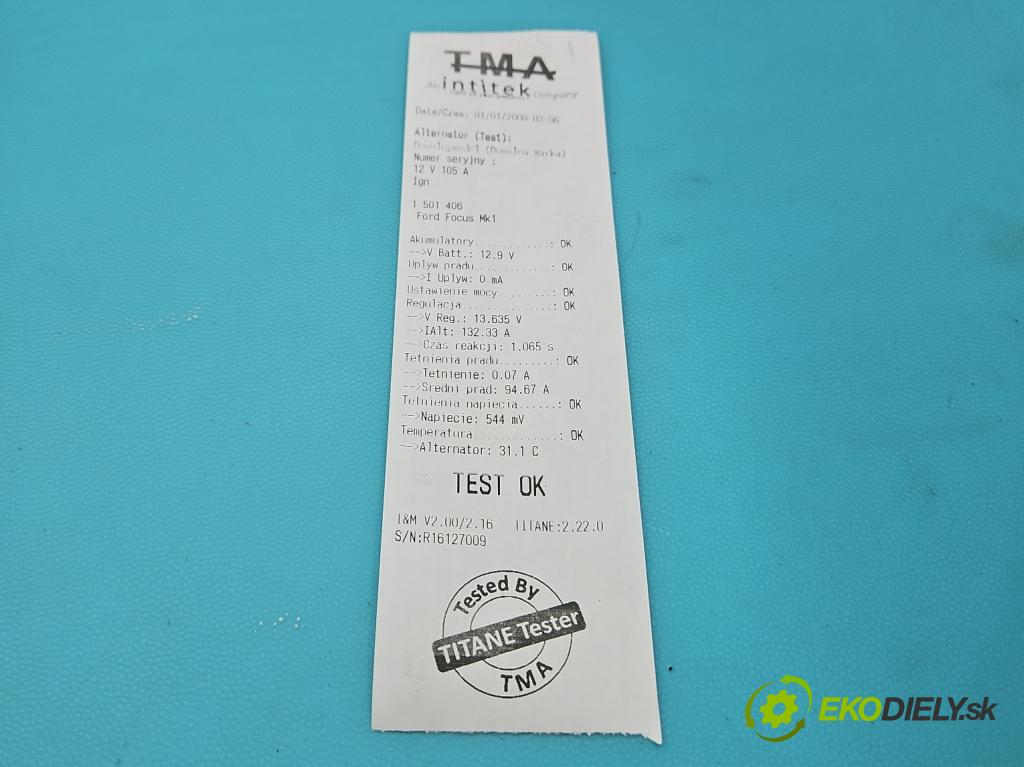 TMA
An intitek company
Data/Czas: 01/01/2000 03:06
Alternator (Test):
(Dowolna marka)
Numer seryjny :
12 V 105 A
Ign
1 501 406
Ford Focus Mk1
Akumulatory............: OK
-->V Batt.: 12.9 V
Uplyw pradu............: OK
-->I Uplyw: 0 mA
Ustawienie mocy........: OK
Regulacja..............: OK
-->V Reg.: 13.635 V
-->IAlt: 132.33 A
-->Czas reakcji: 1.065 s
Tetnienia pradu.........: OK
-->Tetnienie: 0.07 A
-->Sredni prad: 94.67 A
Tetnienia napiecia......: OK
-->Napiecie: 544 mV
Temperatura.............: OK
-->Alternator: 31.1 C
TEST OK
I&M V2.00/2.16 TITANE:2.22.0
S/N:R16127009
Tested By
TITANE Tester
TMA
EKODIELY.sk